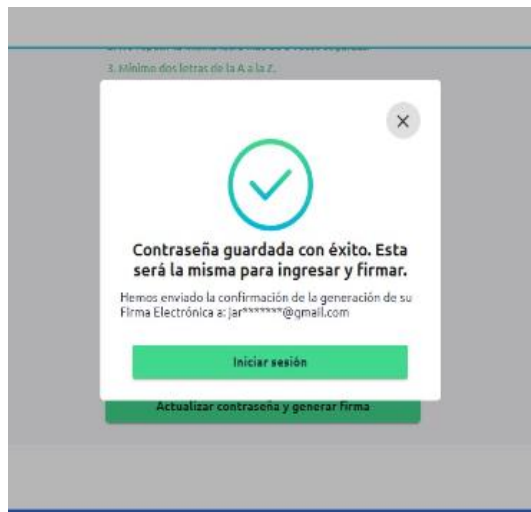 3. Mínimo dos letras de la A a la Z.
Contraseña guardada con éxito. Esta
será la misma para ingresar y firmar.
Hemos enviado la confirmación de la generación de su
Firma Electrónica a: jar*******@gmail.com
Iniciar sesión
Actualizar contraseña y generar firma